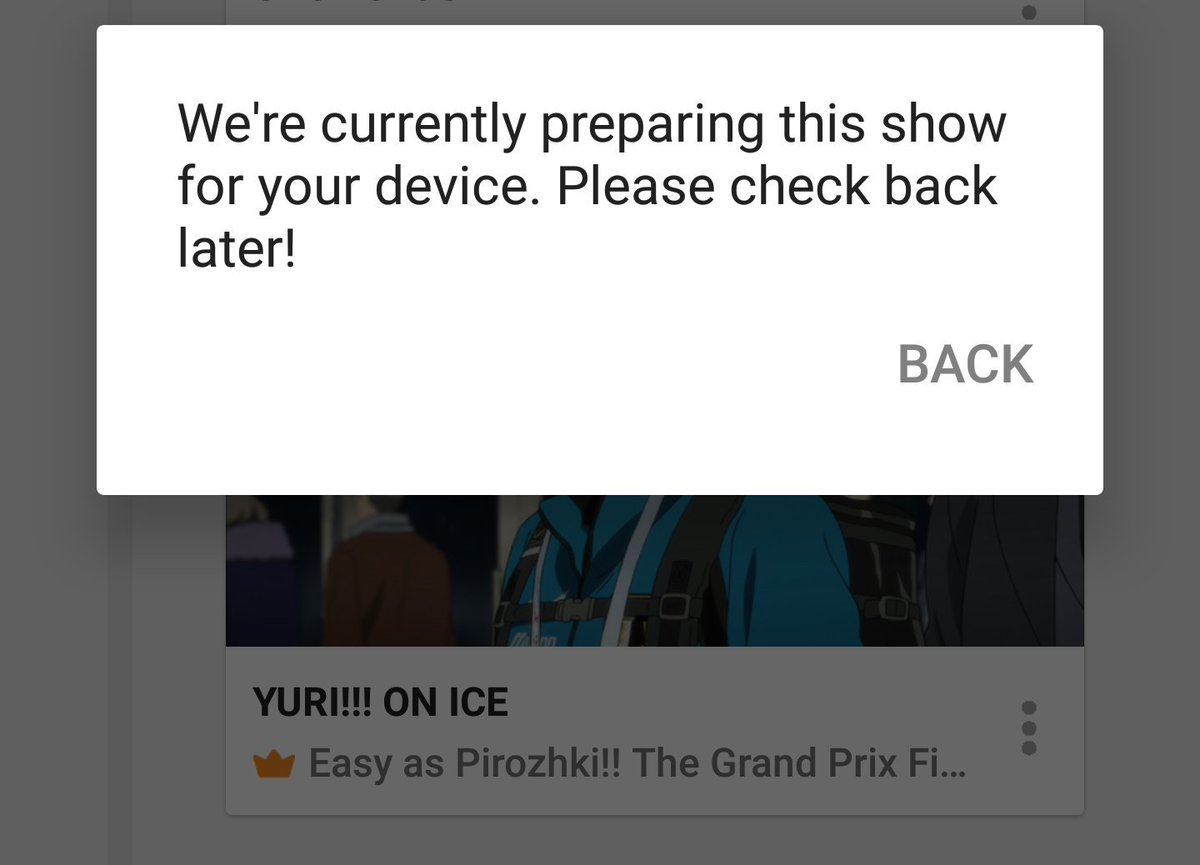 We're currently preparing this show
for your device. Please check back
later!
BACK
YURI!!! ON ICE
Easy as Pirozhki!! The Grand Prix Fi...